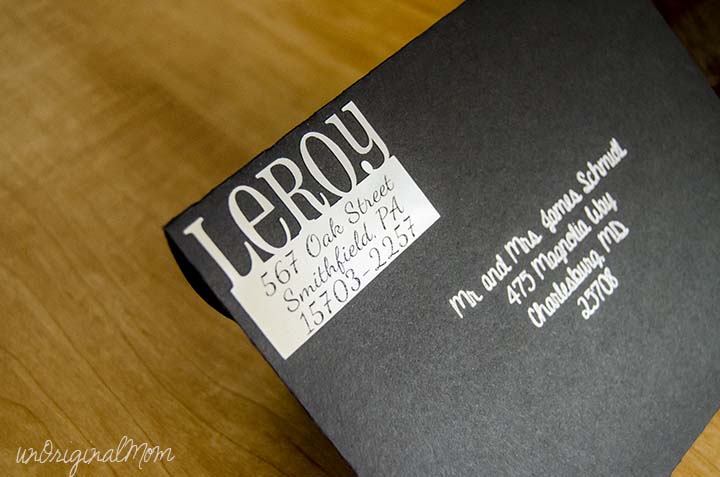 LeRoy
567 Oak Street
Smithfield, PA
15703-2257
Mr. and Mrs. James Schmidt
475 Magnolia Way
Charlesburg, MD
25708
unOriginalMom